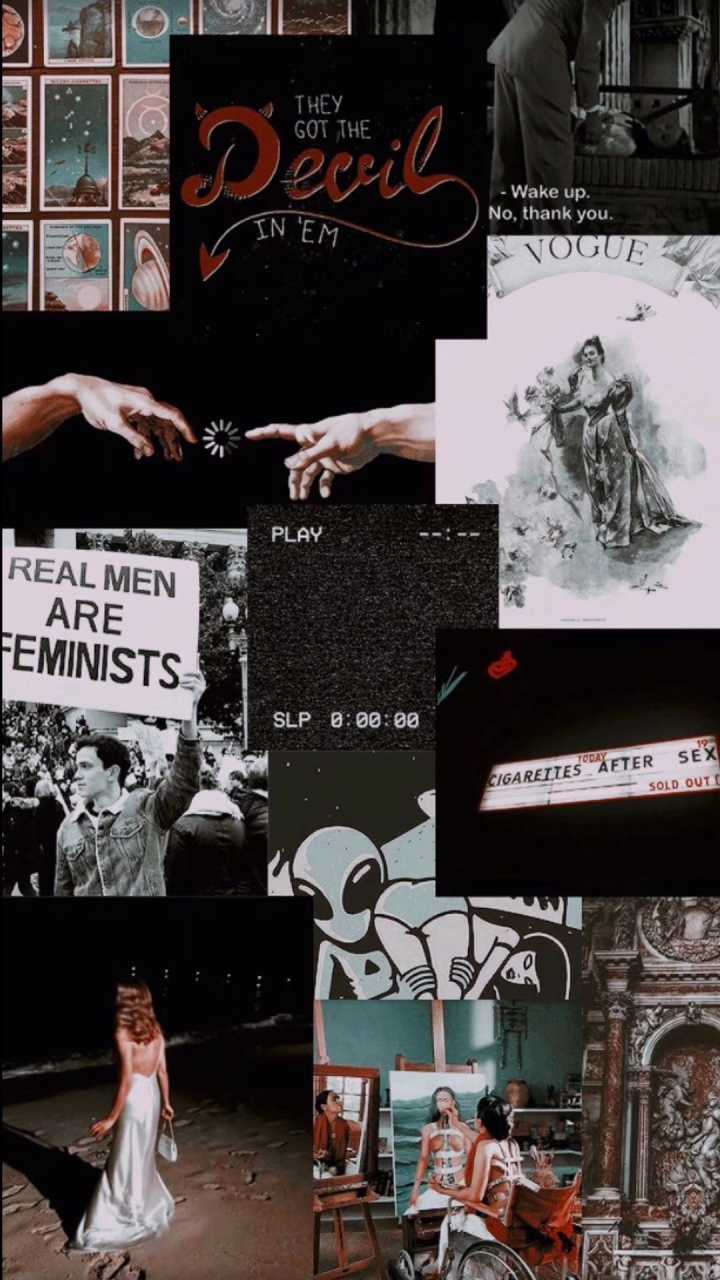 THEY
GOT THE
Devil
IN 'EM
- Wake up.
No, thank you.
VOGUE
PLAY --:--
SLP 0:00:00
REAL MEN
ARE
FEMINISTS
TODAY 19
CIGARETTES AFTER SEX
SOLD OUT